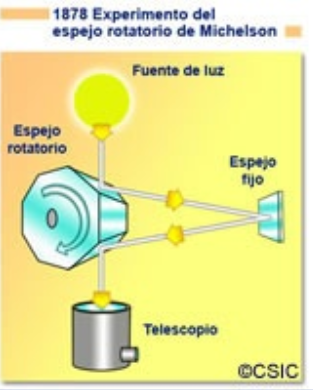 1878 Experimento del
espejo rotatorio de Michelson
Fuente de luz
Espejo
rotatorio
Espejo
fijo
Telescopio
©CSIC